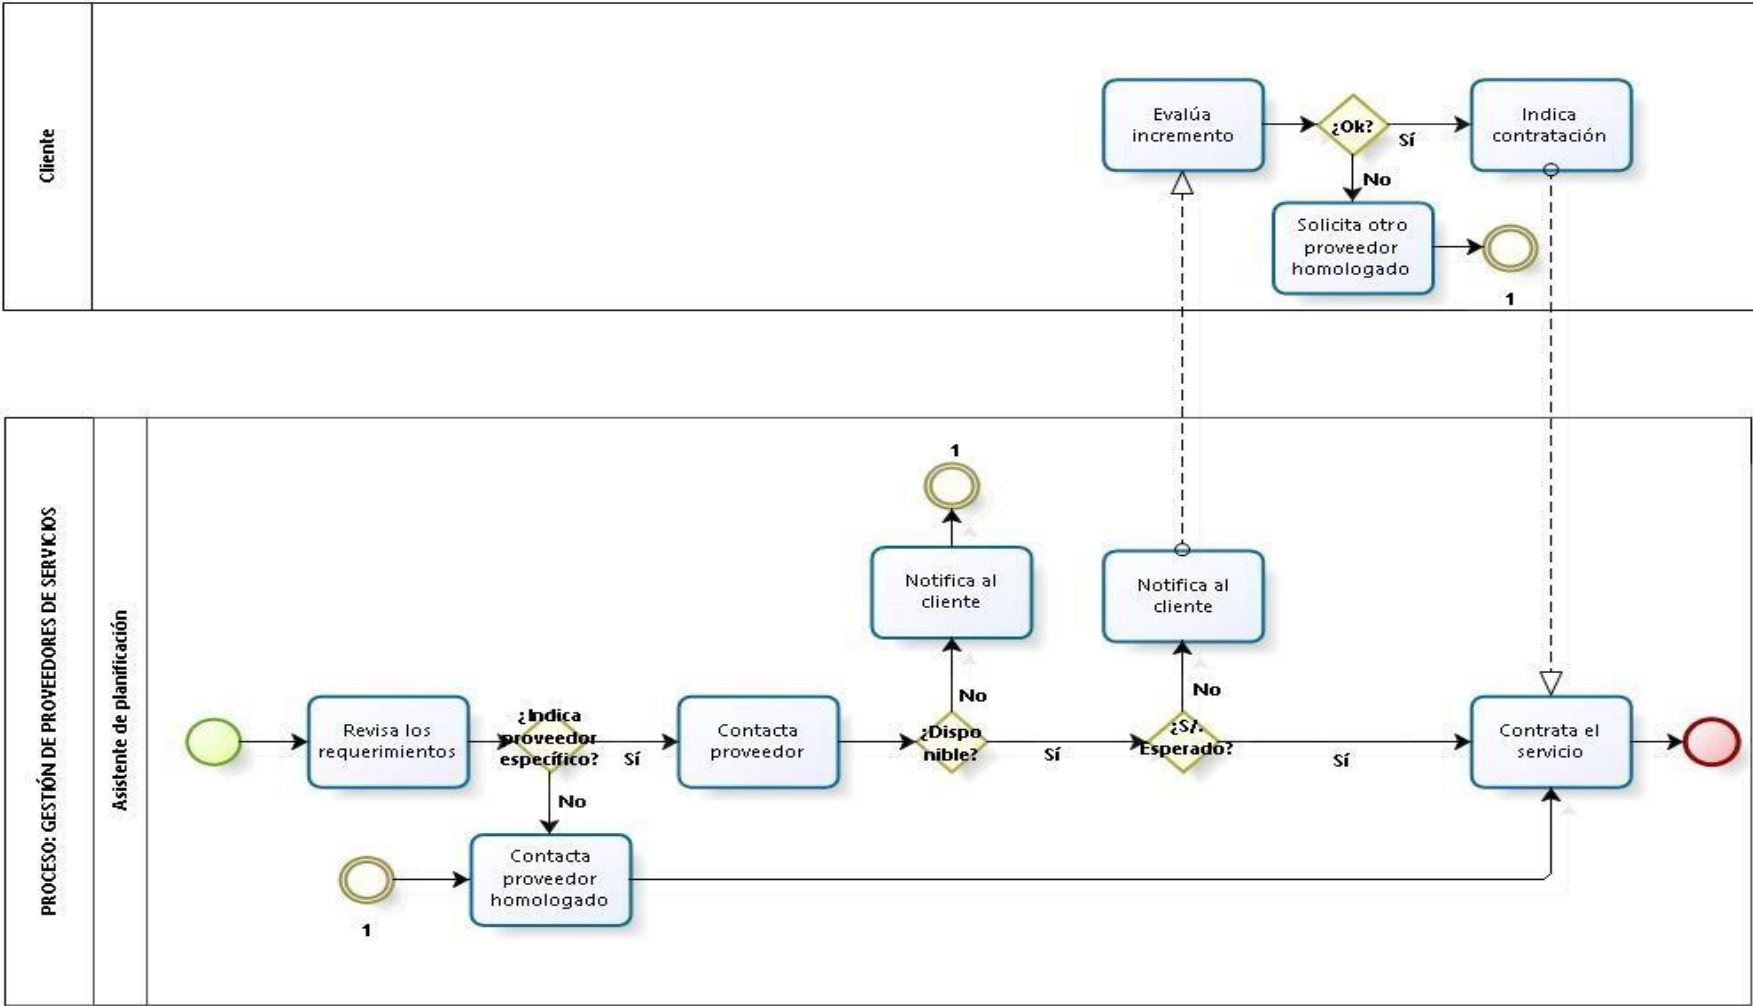 Cliente
Evalúa
incremento
¿Ok?
Sí
Indica
contratación
No
Solicita otro
proveedor
homologado
1
PROCESO: GESTIÓN DE PROVEEDORES DE SERVICIOS
Asistente de planificación
1
Notifica al
cliente
Notifica al
cliente
No
No
Revisa los
requerimientos
¿Indica
proveedor
específico?
Sí
Contacta
proveedor
¿Dispo
nible?
Sí
¿S/.
Esperado?
Sí
Contrata el
servicio
No
Contacta
proveedor
homologado
1